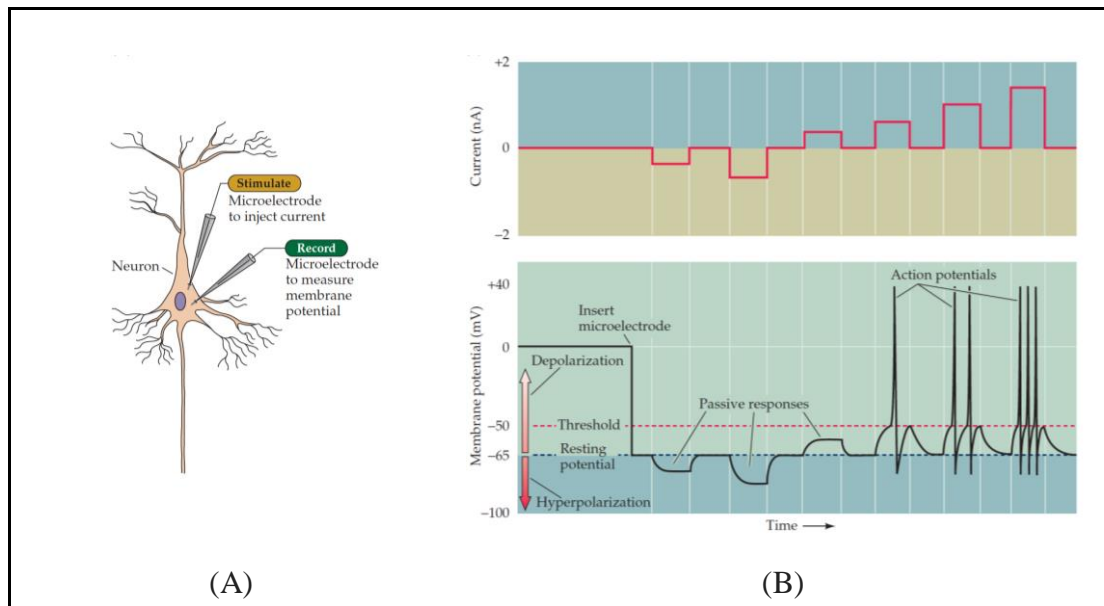 Stimulate
Microelectrode
to inject current
Record
Microelectrode
to measure
membrane
potential
Neuron
(A)
+2
0
−2
Current (nA)
+40
0
−50
−65
−100
Membrane potential (mV)
Insert
microelectrode
Depolarization
Threshold
Resting
potential
Hyperpolarization
Passive responses
Action potentials
Time
(B)